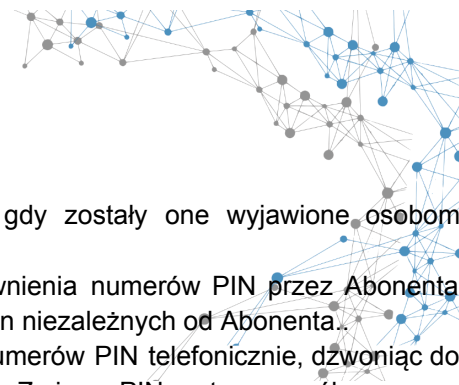 gdy zostały one wyjawione osobom
wnienia numerów PIN przez Abonenta
n niezależnych od Abonenta..
umerów PIN telefonicznie, dzwoniąc do